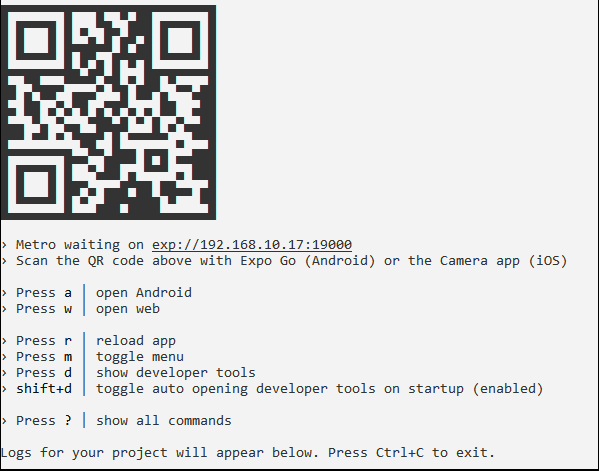 › Metro waiting on exp://192.168.10.17:19000
› Scan the QR code above with Expo Go (Android) or the Camera app (iOS)
› Press a │ open Android
› Press w │ open web
› Press r │ reload app
› Press m │ toggle menu
› Press d │ show developer tools
› shift+d │ toggle auto opening developer tools on startup (enabled)
› Press ? │ show all commands
Logs for your project will appear below. Press Ctrl+C to exit.